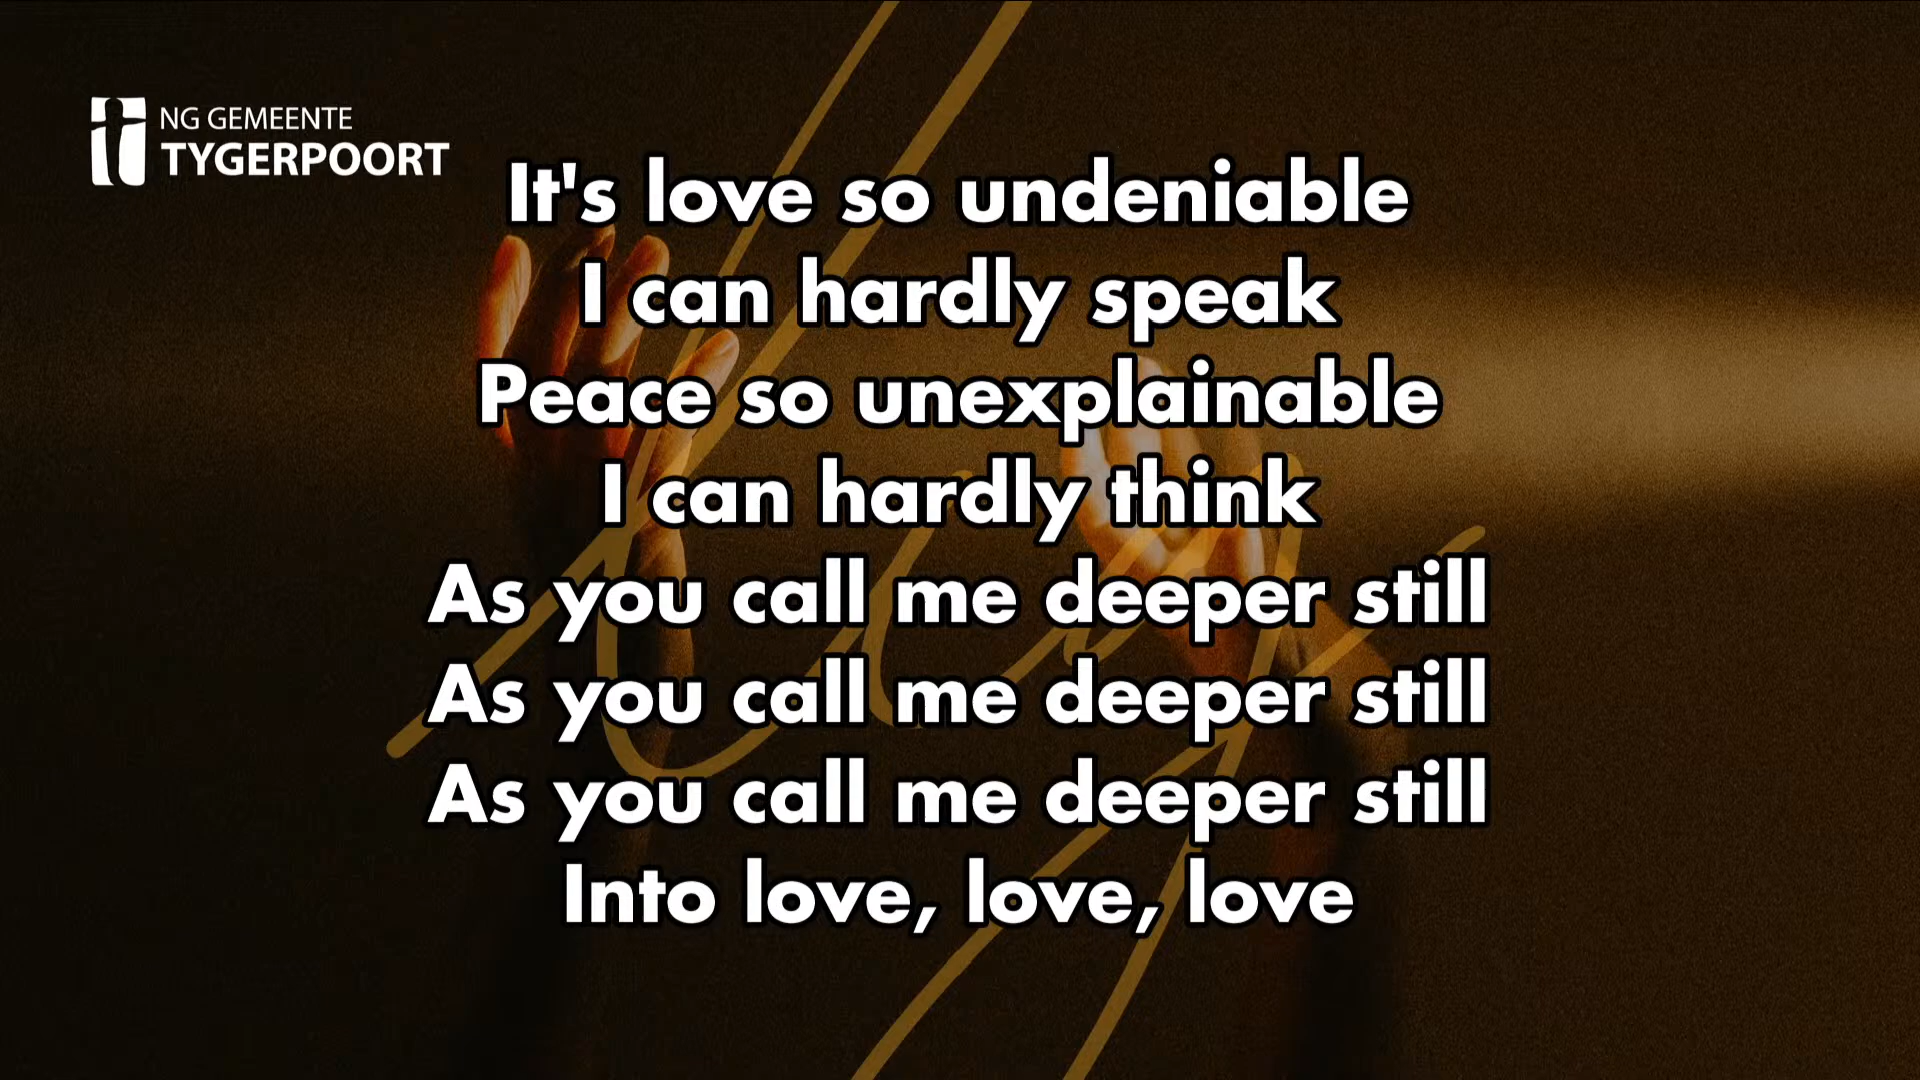 NG GEMEENTE
TYGERPOORT
It's love so undeniable
I can hardly speak
Peace so unexplainable
I can hardly think
As you call me deeper still
As you call me deeper still
As you call me deeper still
Into love, love, love